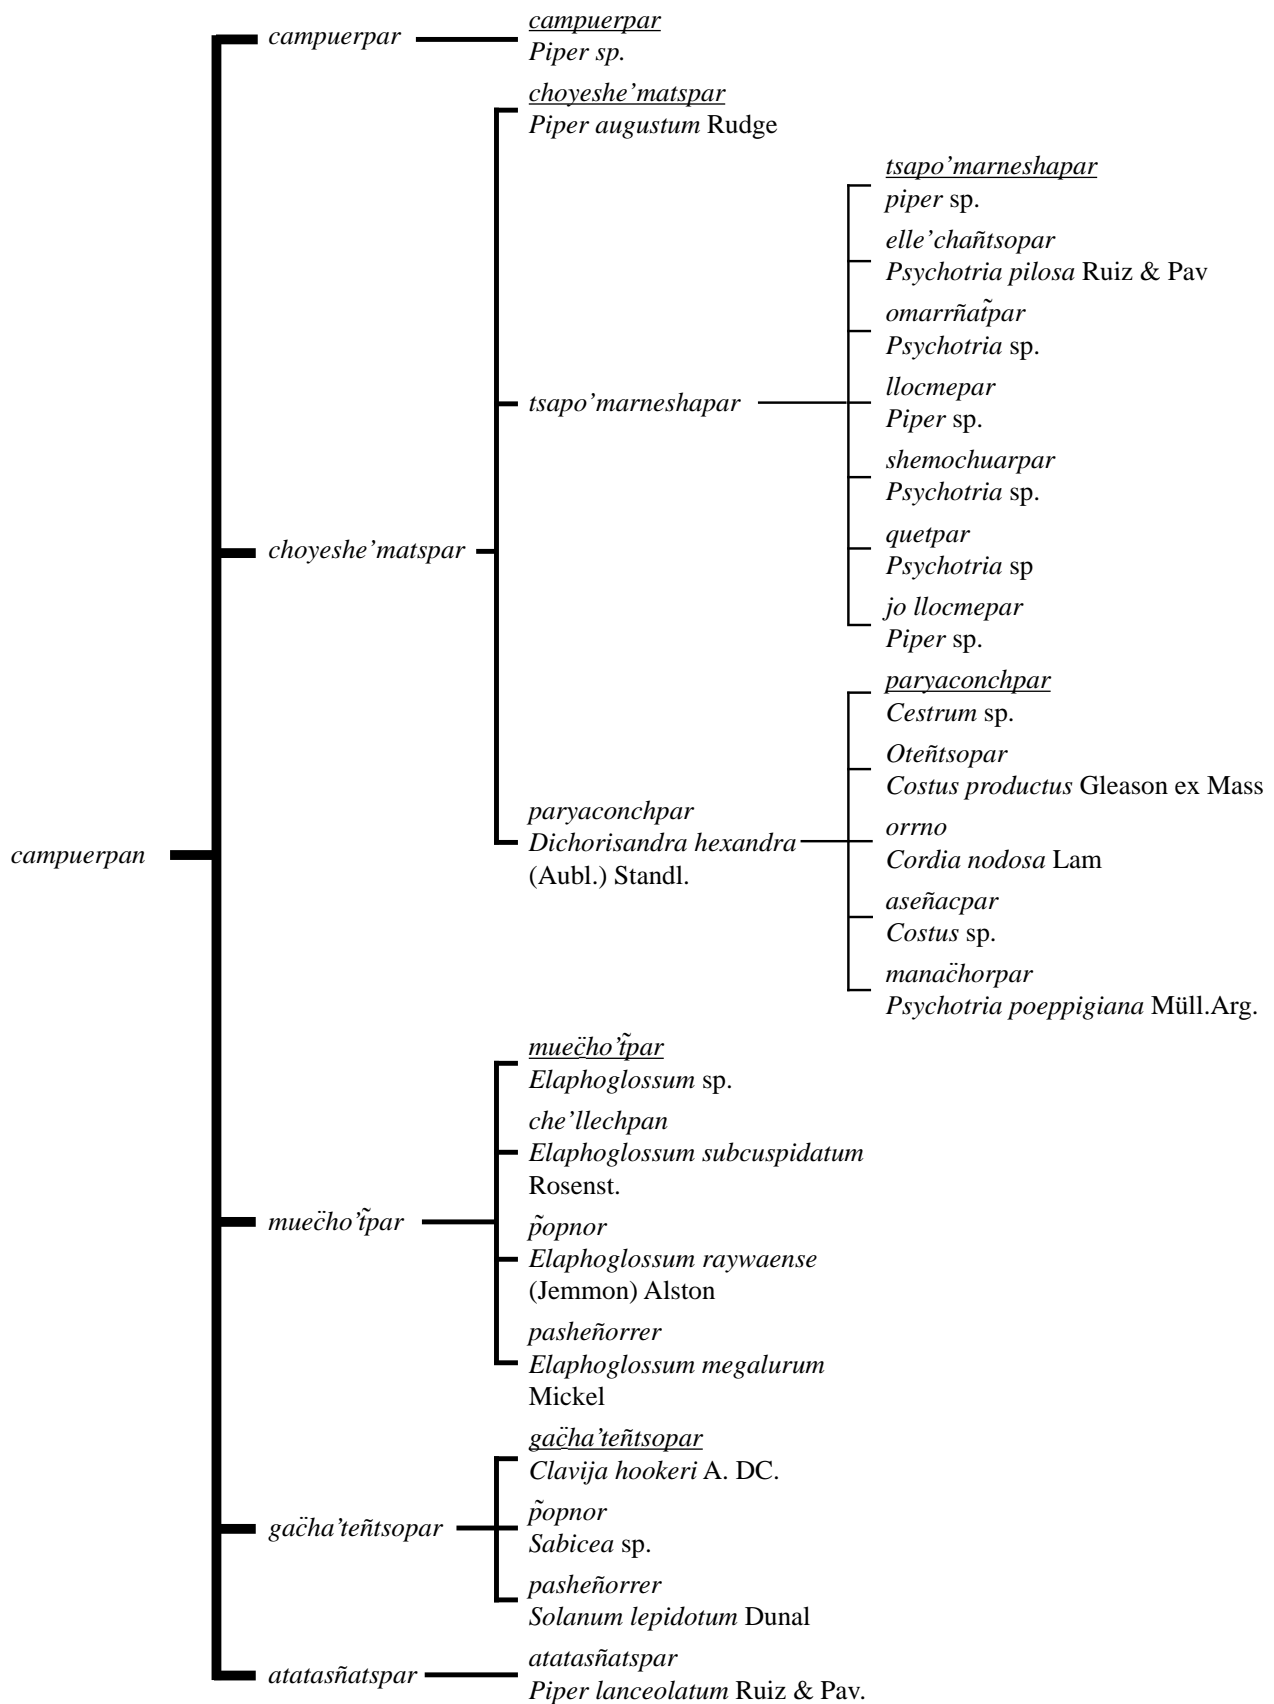 campuerpan
campuerpar
campuerpar
Piper sp.
choyeshe’matspar
choyeshe’matspar
Piper augustum Rudge
tsapo’marneshapar
tsapo’marneshapar
piper sp.
elle’chañtsopar
Psychotria pilosa Ruiz & Pav
omarrñat̃par
Psychotria sp.
llocmepar
Piper sp.
shemochuarpar
Psychotria sp.
quetpar
Psychotria sp
jo llocmepar
Piper sp.
paryaconchpar
Dichorisandra hexandra
(Aubl.) Standl.
paryaconchpar
Cestrum sp.
Oteñtsopar
Costus productus Gleason ex Mass
orrno
Cordia nodosa Lam
aseñacpar
Costus sp.
manac̈horpar
Psychotria poeppigiana Müll.Arg.
muec̈ho’t̃par
muec̈ho’t̃par
Elaphoglossum sp.
che’llechpan
Elaphoglossum subcuspidatum
Rosenst.
p̃opnor
Elaphoglossum raywaense
(Jemmon) Alston
pasheñorrer
Elaphoglossum megalurum
Mickel
gac̈ha’teñtsopar
gac̈ha’teñtsopar
Clavija hookeri A. DC.
p̃opnor
Sabicea sp.
pasheñorrer
Solanum lepidotum Dunal
atatasñatspar
atatasñatspar
Piper lanceolatum Ruiz & Pav.